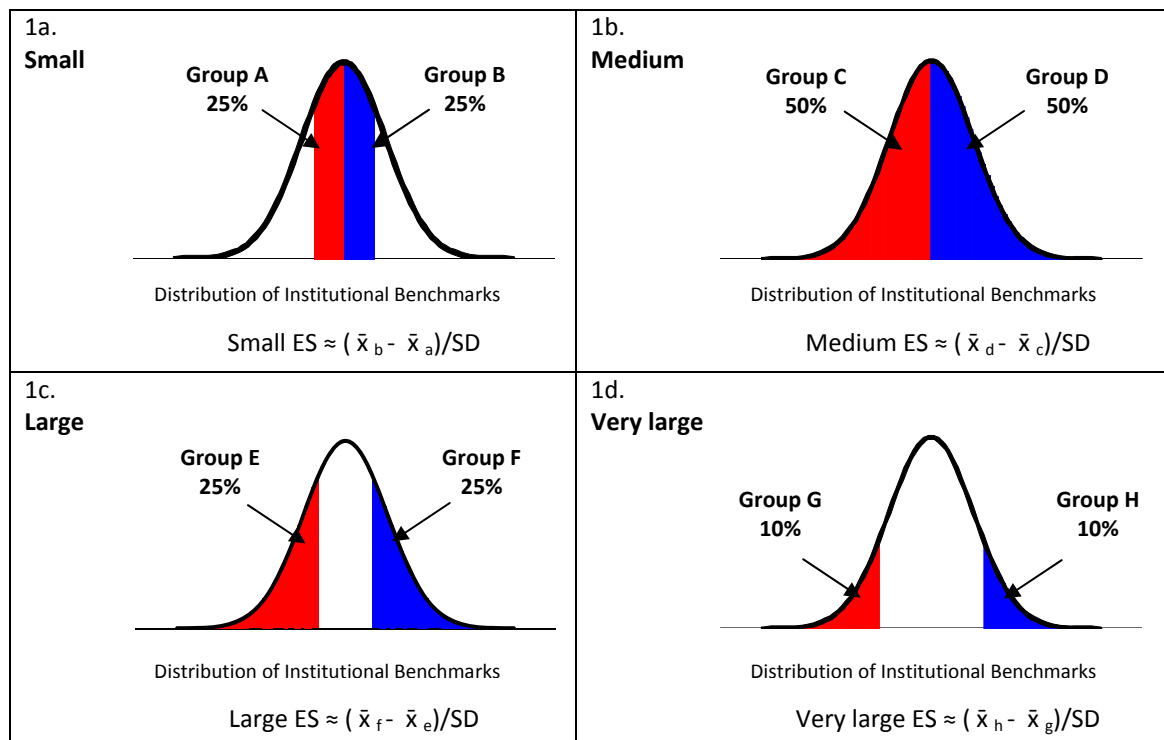 1a.
Small
Group A
25%
Group B
25%
Distribution of Institutional Benchmarks
Small ES ≈ ( x̄ b - x̄ a)/SD
1b.
Medium
Group C
50%
Group D
50%
Distribution of Institutional Benchmarks
Medium ES ≈ ( x̄ d - x̄ c)/SD
1c.
Large
Group E
25%
Group F
25%
Distribution of Institutional Benchmarks
Large ES ≈ ( x̄ f - x̄ e)/SD
1d.
Very large
Group G
10%
Group H
10%
Distribution of Institutional Benchmarks
Very large ES ≈ (x̄ h - x̄ g)/SD